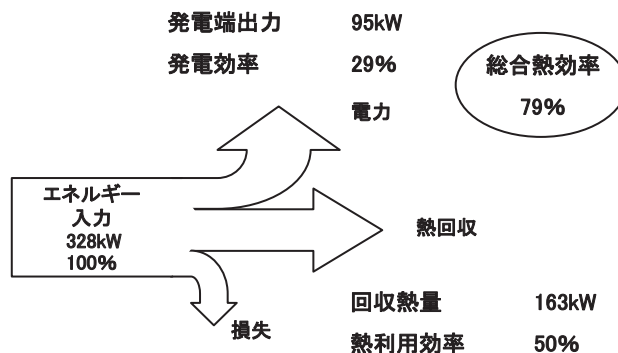 発電端出力 95kW
発電効率 29%
総合熱効率
79%
電力
エネルギー
入力
328kW
100%
熱回収
回収熱量 163kW
損失
熱利用効率 50%